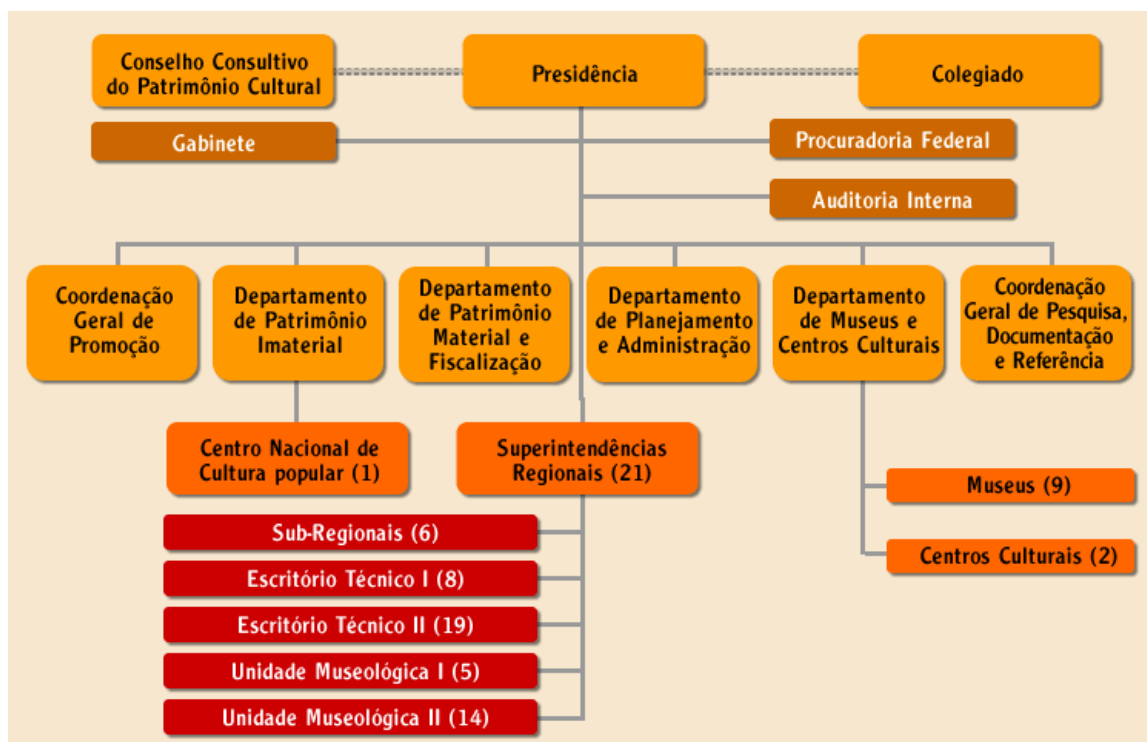 Conselho Consultivo
do Patrimônio Cultural
Presidência
Colegiado
Gabinete
Procuradoria Federal
Auditoria Interna
Coordenação
Geral de
Promoção
Departamento
de Patrimônio
Imaterial
Departamento
de Patrimônio
Material e
Fiscalização
Departamento
de Planejamento
e Administração
Departamento
de Museus e
Centros Culturais
Coordenação
Geral de Pesquisa,
Documentação
e Referência
Centro Nacional de
Cultura popular (1)
Superintendências
Regionais (21)
Museus (9)
Centros Culturais (2)
Sub-Regionais (6)
Escritório Técnico I (8)
Escritório Técnico II (19)
Unidade Museológica I (5)
Unidade Museológica II (14)